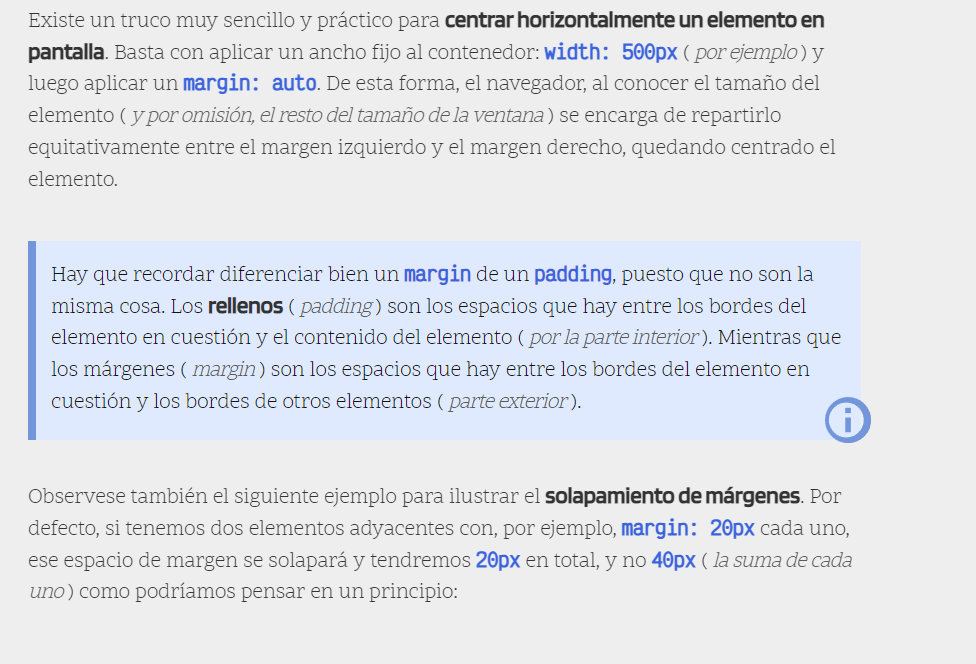 Existe un truco muy sencillo y práctico para centrar horizontalmente un elemento en
pantalla. Basta con aplicar un ancho fijo al contenedor: width: 500px ( por ejemplo ) y
luego aplicar un margin: auto. De esta forma, el navegador, al conocer el tamaño del
elemento ( y por omisión, el resto del tamaño de la ventana ) se encarga de repartirlo
equitativamente entre el margen izquierdo y el margen derecho, quedando centrado el
elemento.
Hay que recordar diferenciar bien un margin de un padding, puesto que no son la
misma cosa. Los rellenos ( padding ) son los espacios que hay entre los bordes del
elemento en cuestión y el contenido del elemento ( por la parte interior ). Mientras que
los márgenes ( margin ) son los espacios que hay entre los bordes del elemento en
cuestión y los bordes de otros elementos ( parte exterior ).
Observese también el siguiente ejemplo para ilustrar el solapamiento de márgenes. Por
defecto, si tenemos dos elementos adyacentes con, por ejemplo, margin: 20px cada uno,
ese espacio de margen se solapará y tendremos 20px en total, y no 40px ( la suma de cada
uno ) como podríamos pensar en un principio: